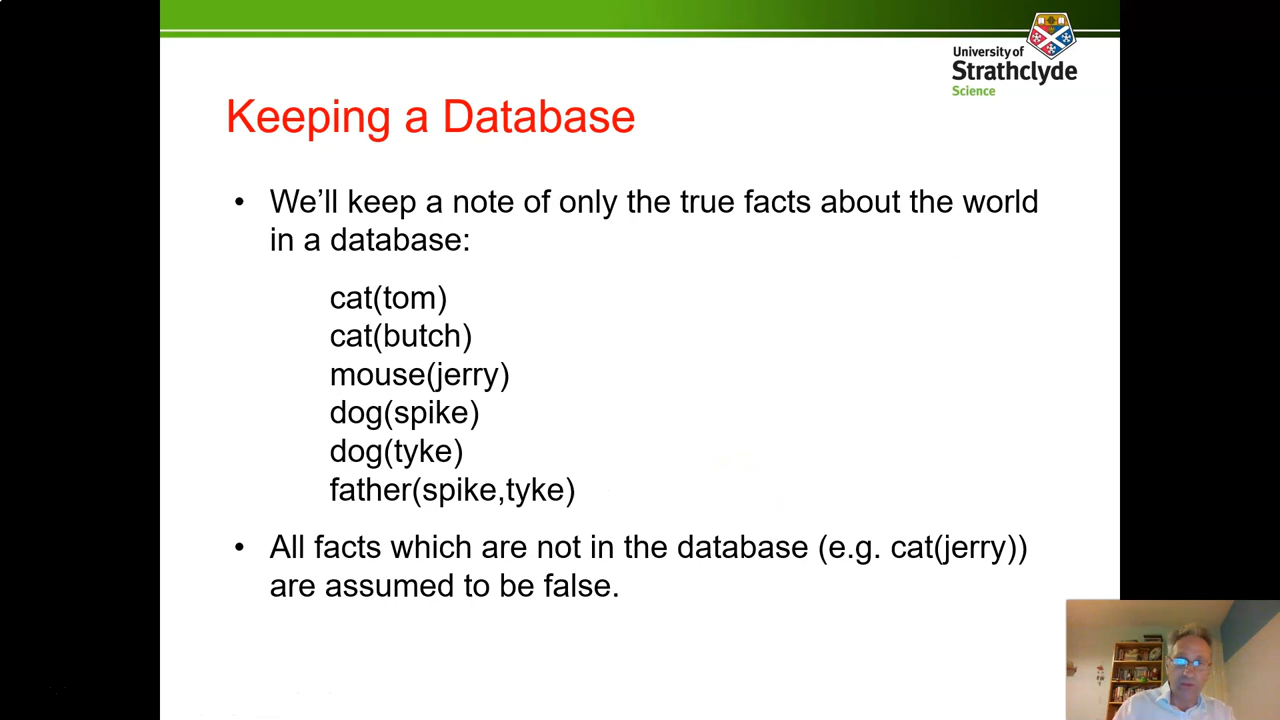 University of
Strathclyde
Science
Keeping a Database
• We’ll keep a note of only the true facts about the world
in a database:
cat(tom)
cat(butch)
mouse(jerry)
dog(spike)
dog(tyke)
father(spike,tyke)
• All facts which are not in the database (e.g. cat(jerry))
are assumed to be false.